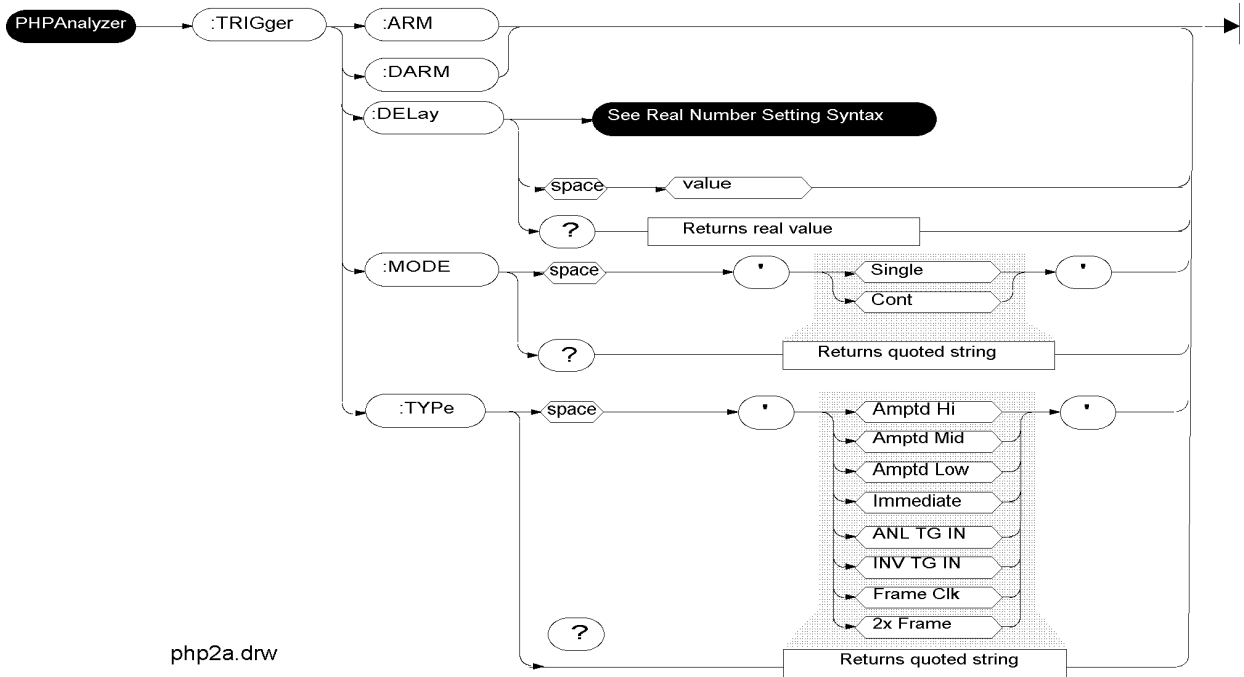 PHPAnalyzer :TRIGger :ARM
:DARM
:DELay See Real Number Setting Syntax
space value
? Returns real value
:MODE space ' Single '
Cont
? Returns quoted string
:TYPe space ' Amptd Hi '
Amptd Mid
Amptd Low
Immediate
ANL TG IN
INV TG IN
Frame Clk
2x Frame
?
Returns quoted string
php2a.drw